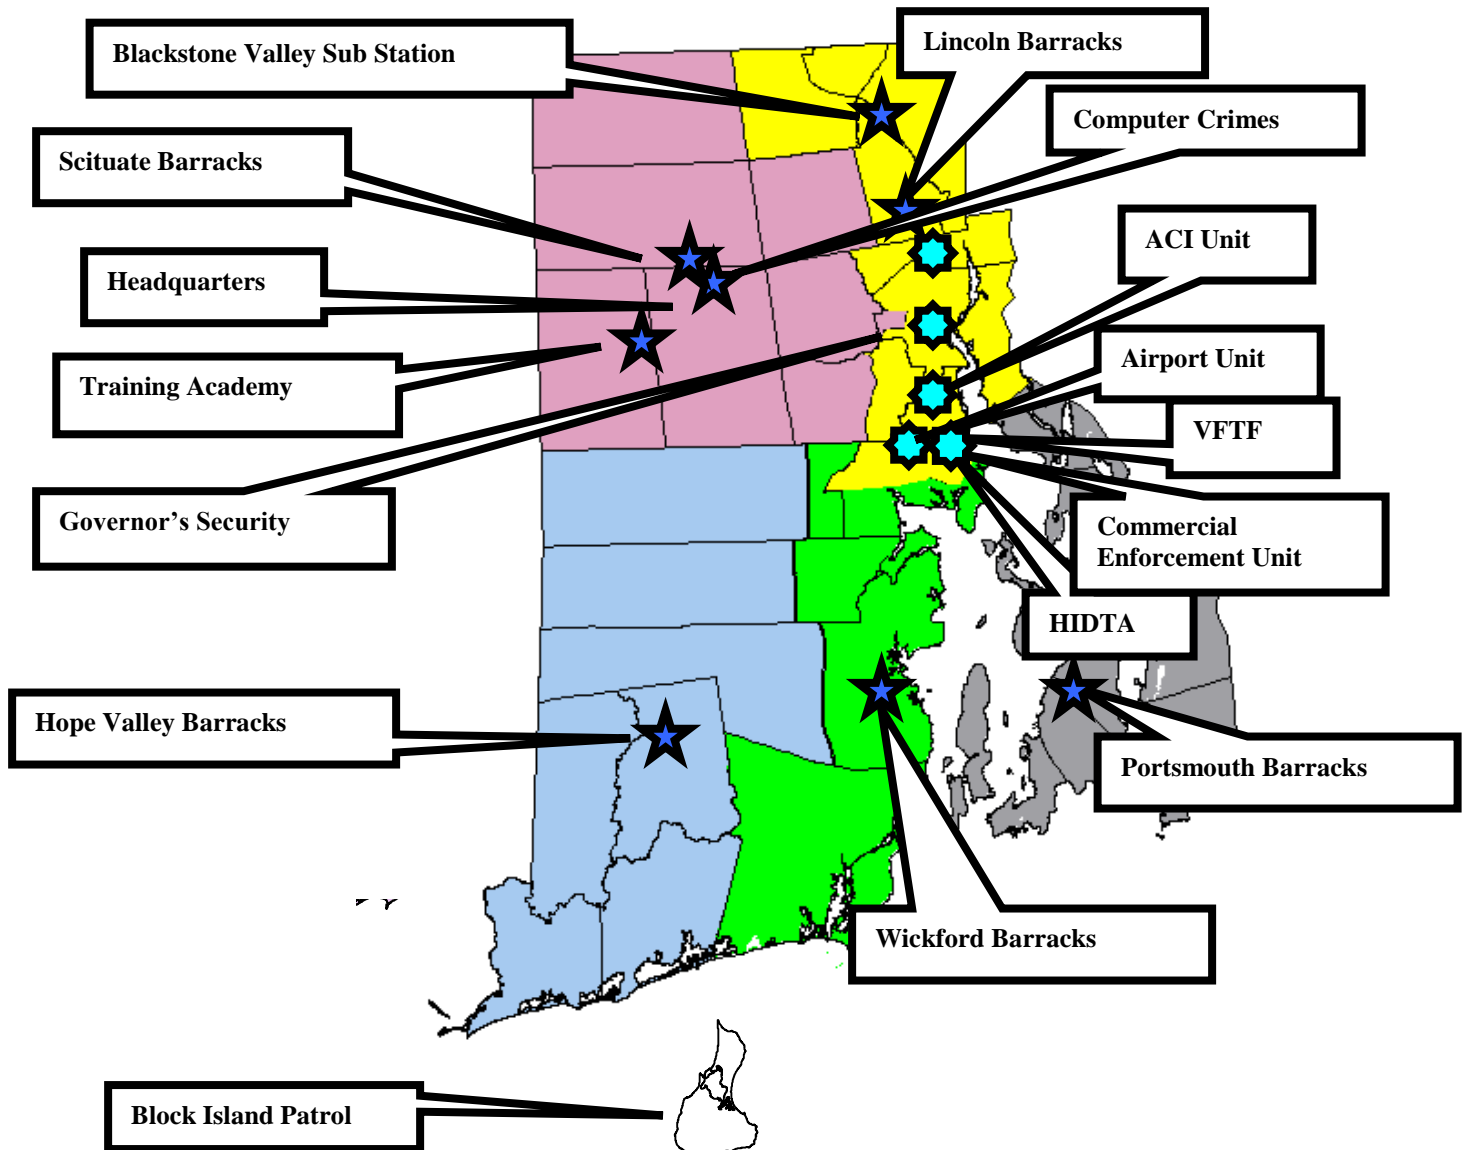 Blackstone Valley Sub Station
Lincoln Barracks
Computer Crimes
Scituate Barracks
ACI Unit
Headquarters
Airport Unit
Training Academy
VFTF
Governor's Security
Commercial
Enforcement Unit
HIDTA
Hope Valley Barracks
Portsmouth Barracks
Wickford Barracks
Block Island Patrol